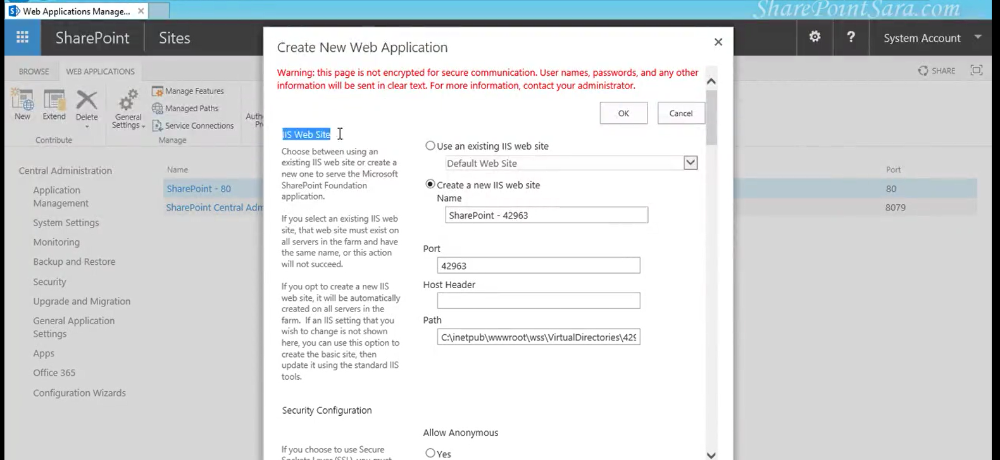 Web Applications Manage...
SharePointSara.com
SharePoint
Sites
System Account
BROWSE
WEB APPLICATIONS
SHARE
New
Extend
Delete
General
Settings
Manage Features
Managed Paths
Service Connections
Auth
Pr
Contribute
Manage
Central Administration
Application
Management
System Settings
Monitoring
Backup and Restore
Security
Upgrade and Migration
General Application
Settings
Apps
Office 365
Configuration Wizards
Name
Port
SharePoint - 80
80
SharePoint Central Adm
8079
Create New Web Application
Warning: this page is not encrypted for secure communication. User names, passwords, and any other
information will be sent in clear text. For more information, contact your administrator.
OK
Cancel
IIS Web Site
Choose between using an
existing IIS web site or create a
new one to serve the Microsoft
SharePoint Foundation
application.
If you select an existing IIS web
site, that web site must exist on
all servers in the farm and have
the same name, or this action
will not succeed.
If you opt to create a new IIS
web site, it will be automatically
created on all servers in the
farm. If an IIS setting that you
wish to change is not shown
here, you can use this option to
create the basic site, then
update it using the standard IIS
tools.
Use an existing IIS web site
Default Web Site
Create a new IIS web site
Name
SharePoint - 42963
Port
42963
Host Header
Path
C:\inetpub\wwwroot\wss\VirtualDirectories\429
Security Configuration
Allow Anonymous
If you choose to use Secure
Sockets Layer (SSL), you must
Yes